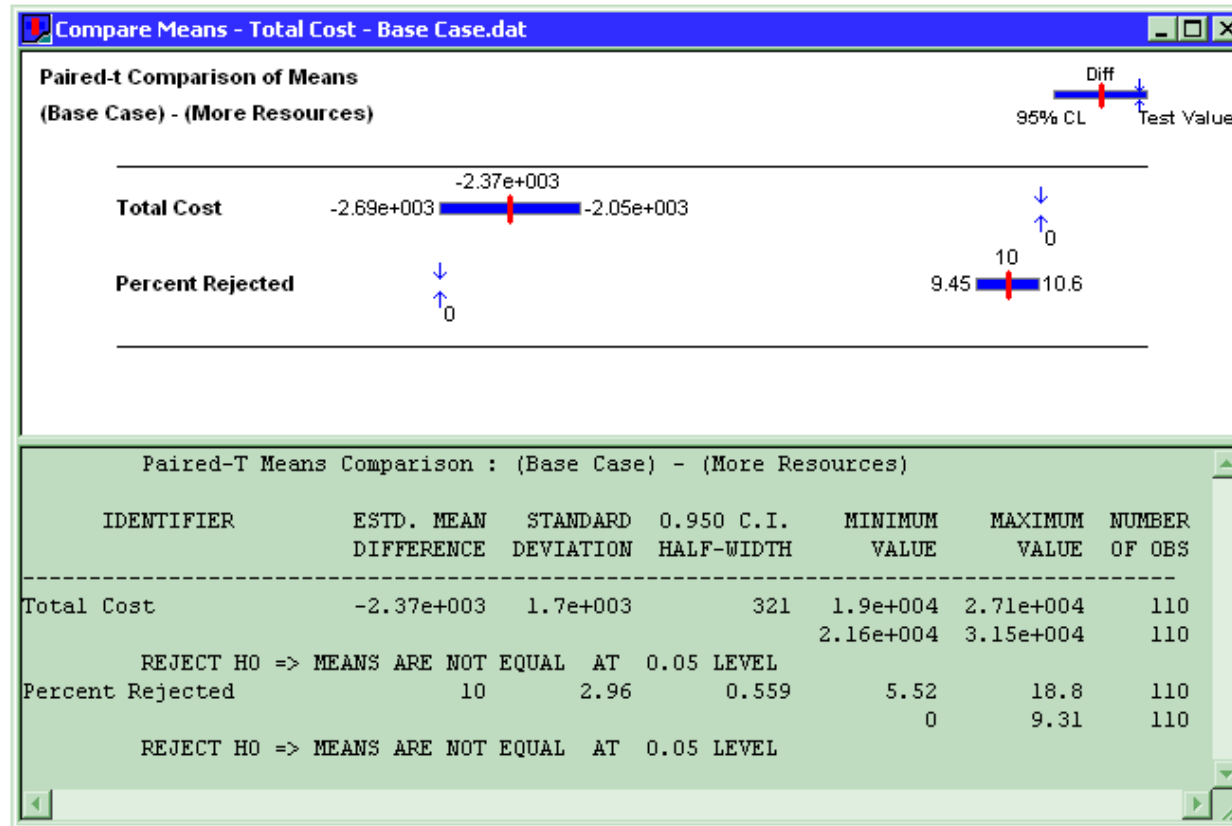 Compare Means - Total Cost - Base Case.dat
Paired-t Comparison of Means
(Base Case) - (More Resources)
Diff
95% CL Test Value
-2.37e+003
Total Cost -2.69e+003 -2.05e+003
0
10
Percent Rejected 9.45 10.6
0
Paired-T Means Comparison : (Base Case) - (More Resources)
IDENTIFIER ESTD. MEAN STANDARD 0.950 C.I. MINIMUM MAXIMUM NUMBER
DIFFERENCE DEVIATION HALF-WIDTH VALUE VALUE OF OBS
------------------------------------------------------------------------------------
Total Cost -2.37e+003 1.7e+003 321 1.9e+004 2.71e+004 110
2.16e+004 3.15e+004 110
REJECT H0 => MEANS ARE NOT EQUAL AT 0.05 LEVEL
Percent Rejected 10 2.96 0.559 5.52 18.8 110
0 9.31 110
REJECT H0 => MEANS ARE NOT EQUAL AT 0.05 LEVEL